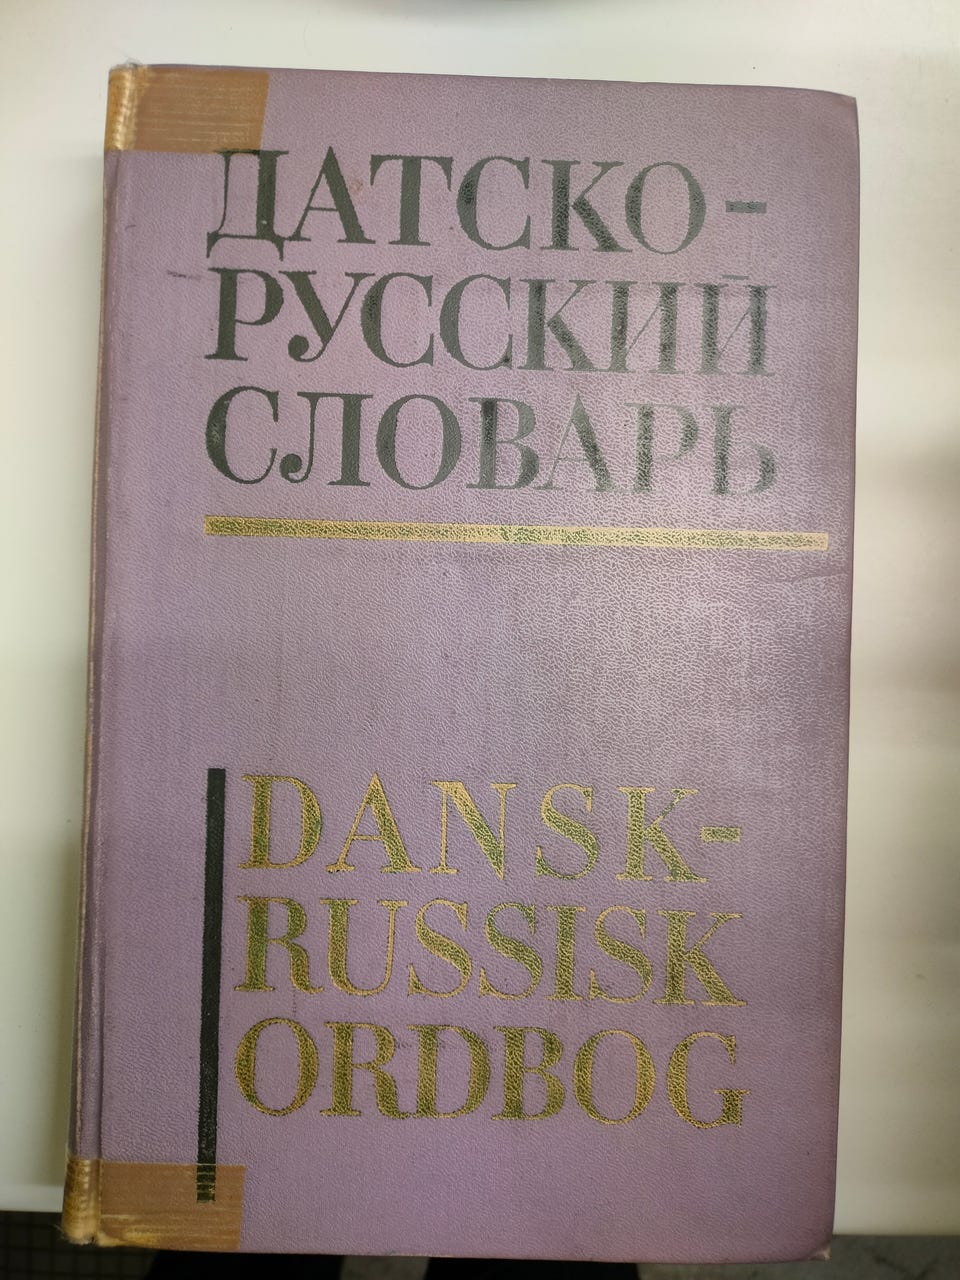 ДАТСКО-
РУССКИЙ
СЛОВАРЬ
DANSK-
RUSSISK
ORDBOG